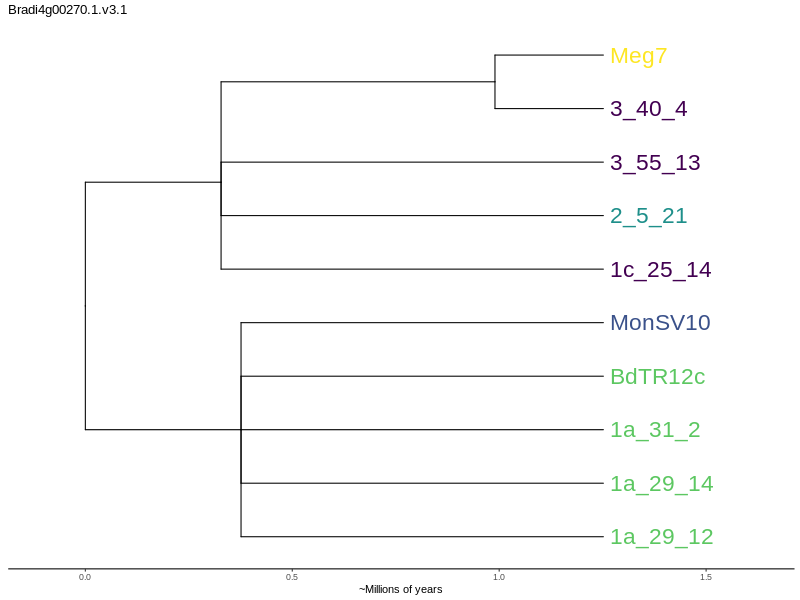 Bradi4g00270.1.v3.1
Meg7
3_40_4
3_55_13
2_5_21
1c_25_14
MonSV10
BdTR12c
1a_31_2
1a_29_14
1a_29_12
0.0 0.5 1.0 1.5
~Millions of years